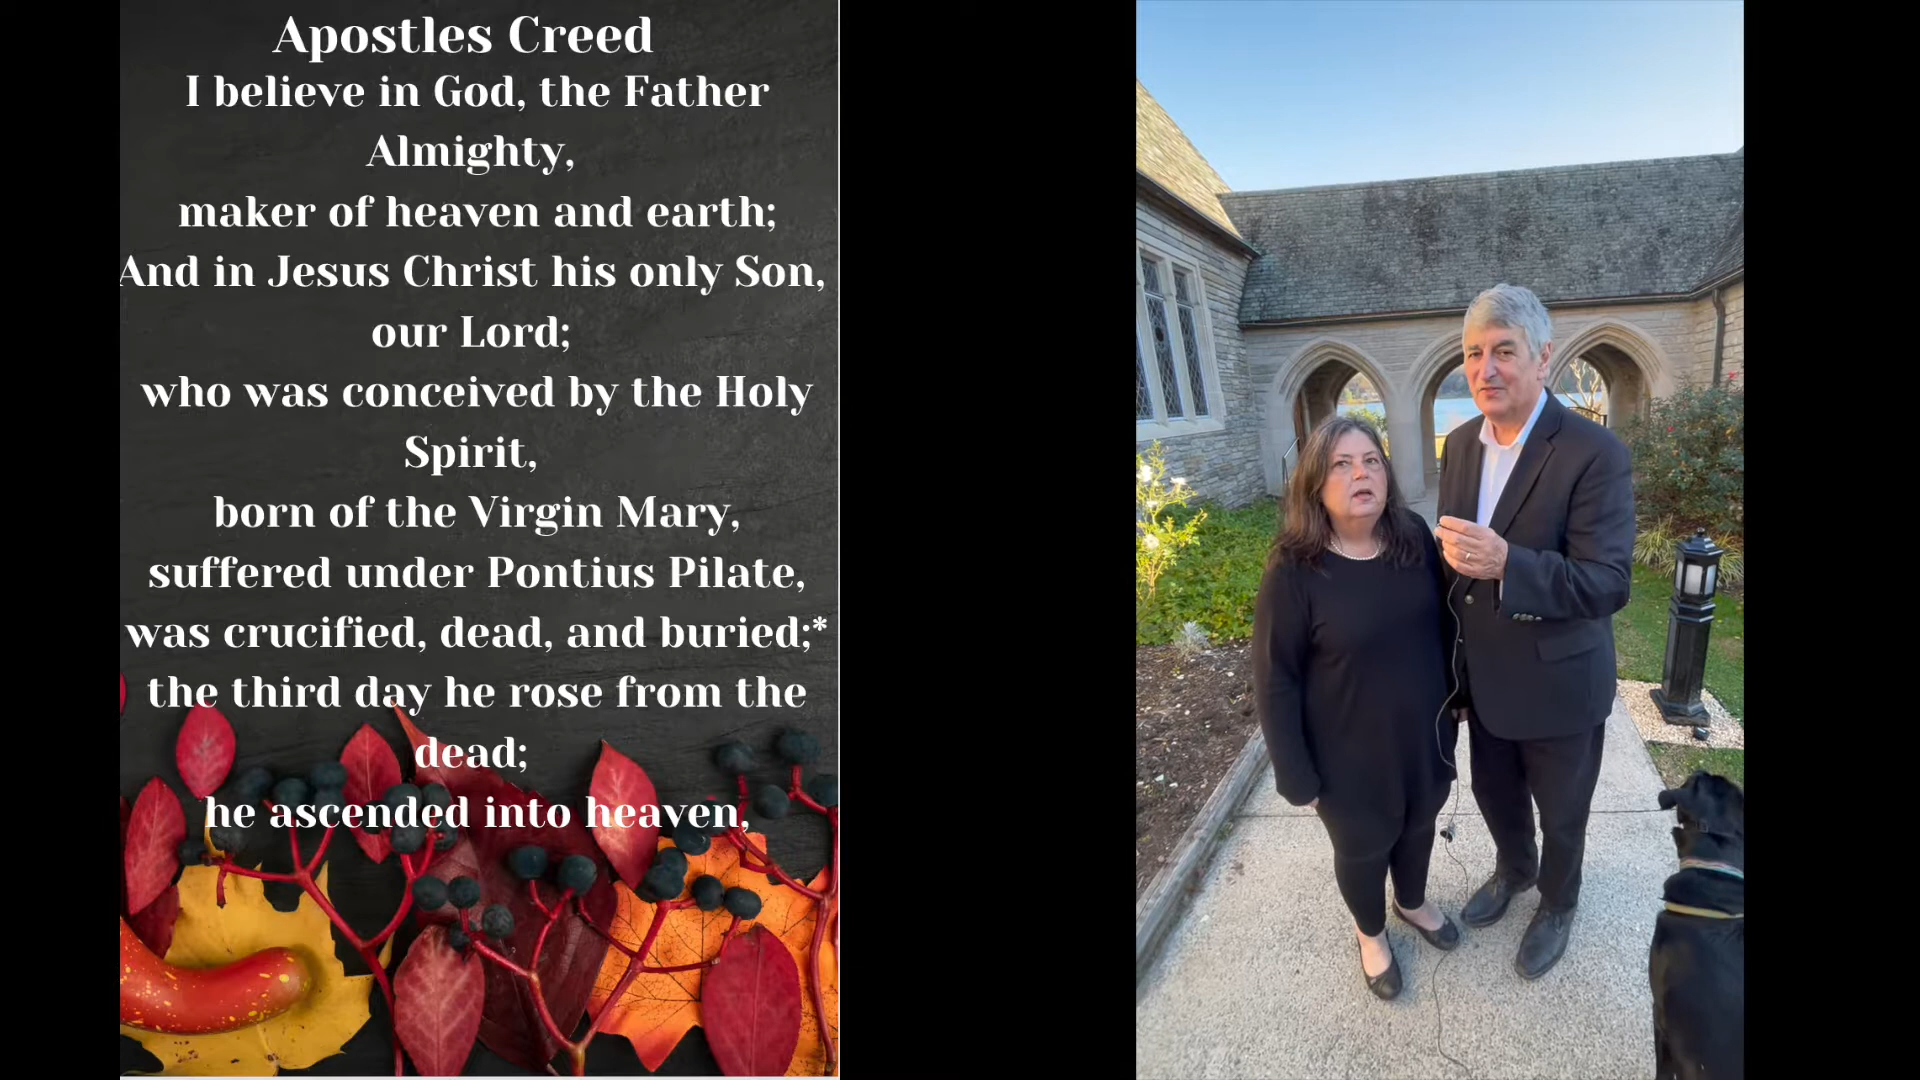 Apostles Creed
I believe in God, the Father
Almighty,
maker of heaven and earth;
And in Jesus Christ his only Son,
our Lord;
who was conceived by the Holy
Spirit,
born of the Virgin Mary,
suffered under Pontius Pilate,
was crucified, dead, and buried;*
the third day he rose from the
dead;
he ascended into heaven,